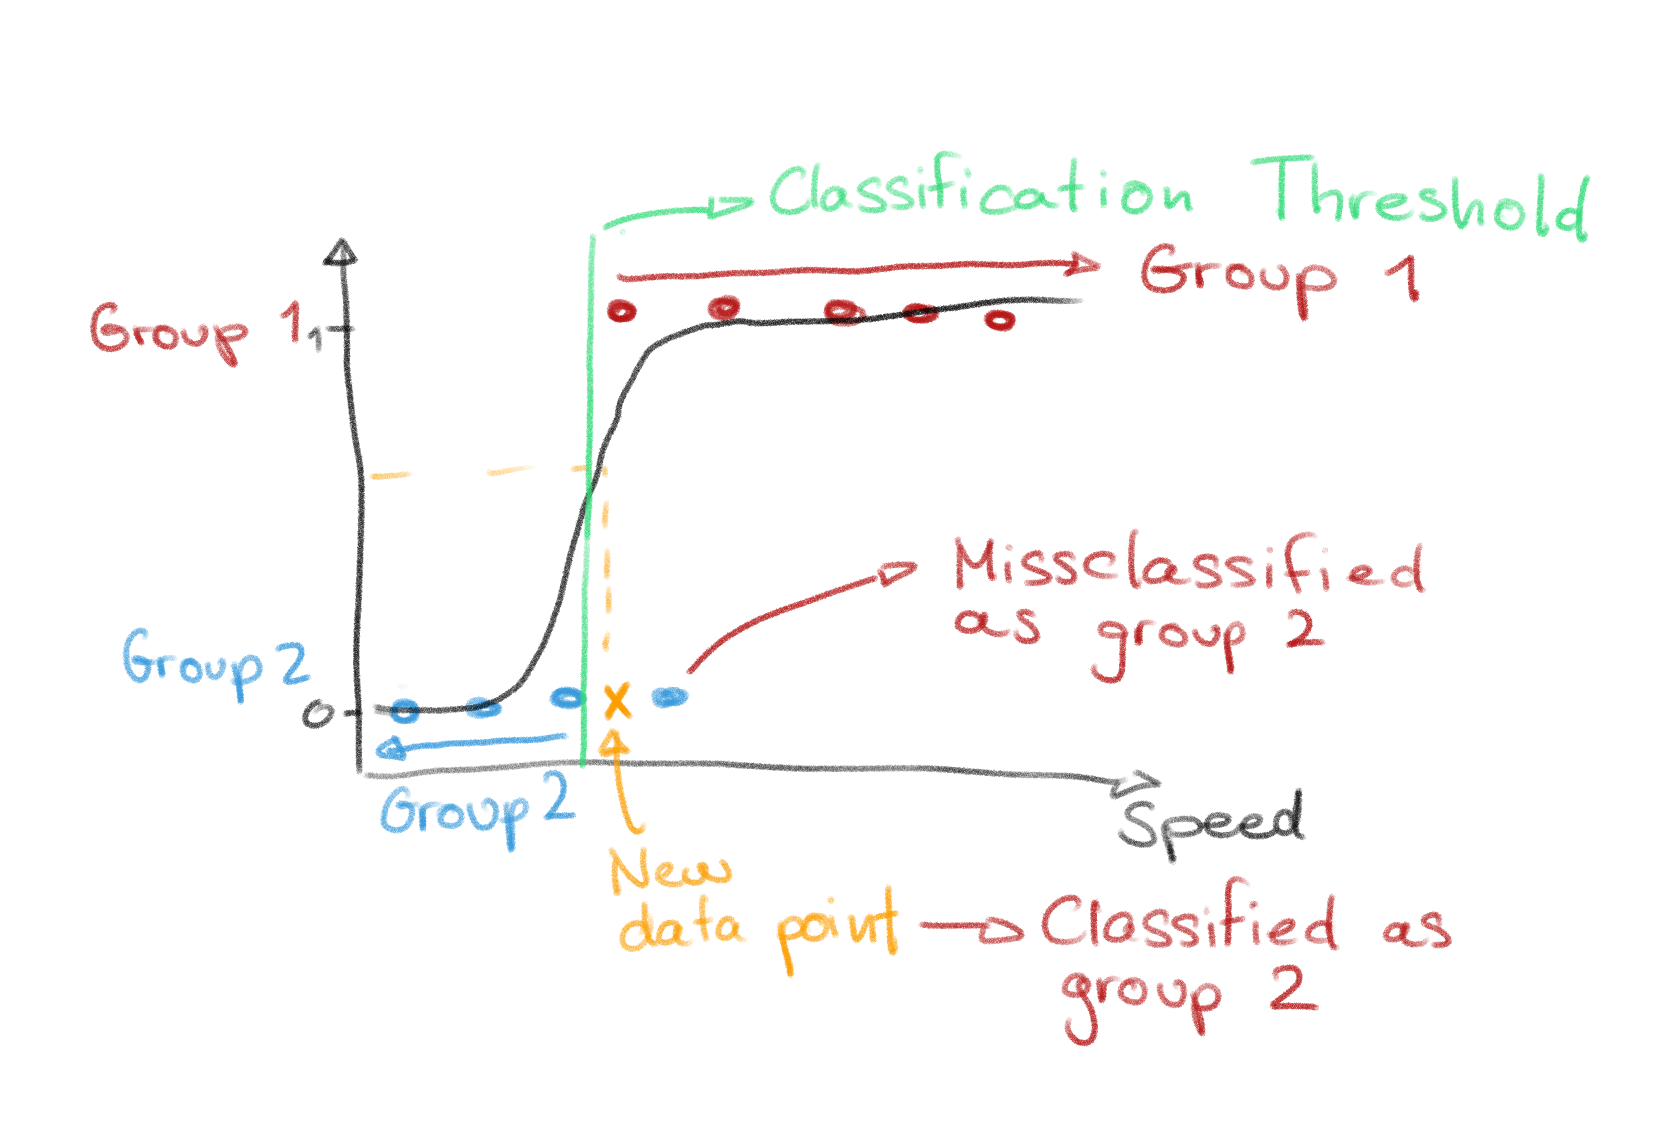 Classification Threshold
Group 1
Group 1
1
Missclassified
as group 2
Group 2
0
Group 2
Speed
New
data point
Classified as
group 2